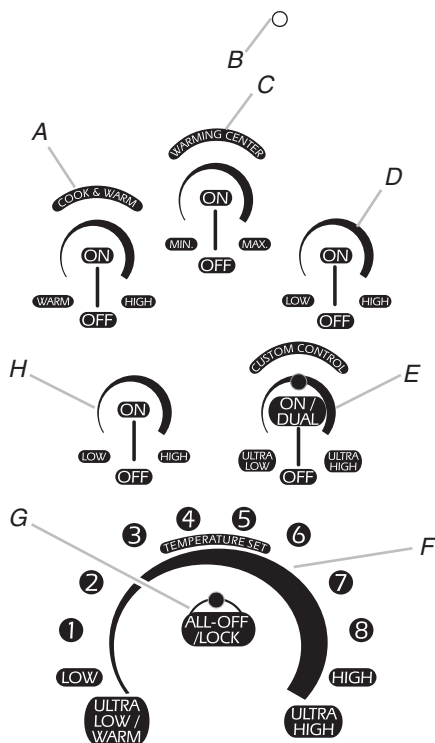 B
C
A
WARMING CENTER
D
COOK & WARM
ON
MIN.
MAX.
OFF
ON
WARM
HIGH
OFF
ON
LOW
HIGH
OFF
H
CUSTOM CONTROL
E
ON
LOW
HIGH
OFF
ON /
DUAL
ULTRA
LOW
ULTRA
HIGH
OFF
G
F
TEMPERATURE SET
LOW
1
2
3
4
5
6
7
8
HIGH
ALL-OFF
/LOCK
ULTRA
LOW /
WARM
ULTRA
HIGH